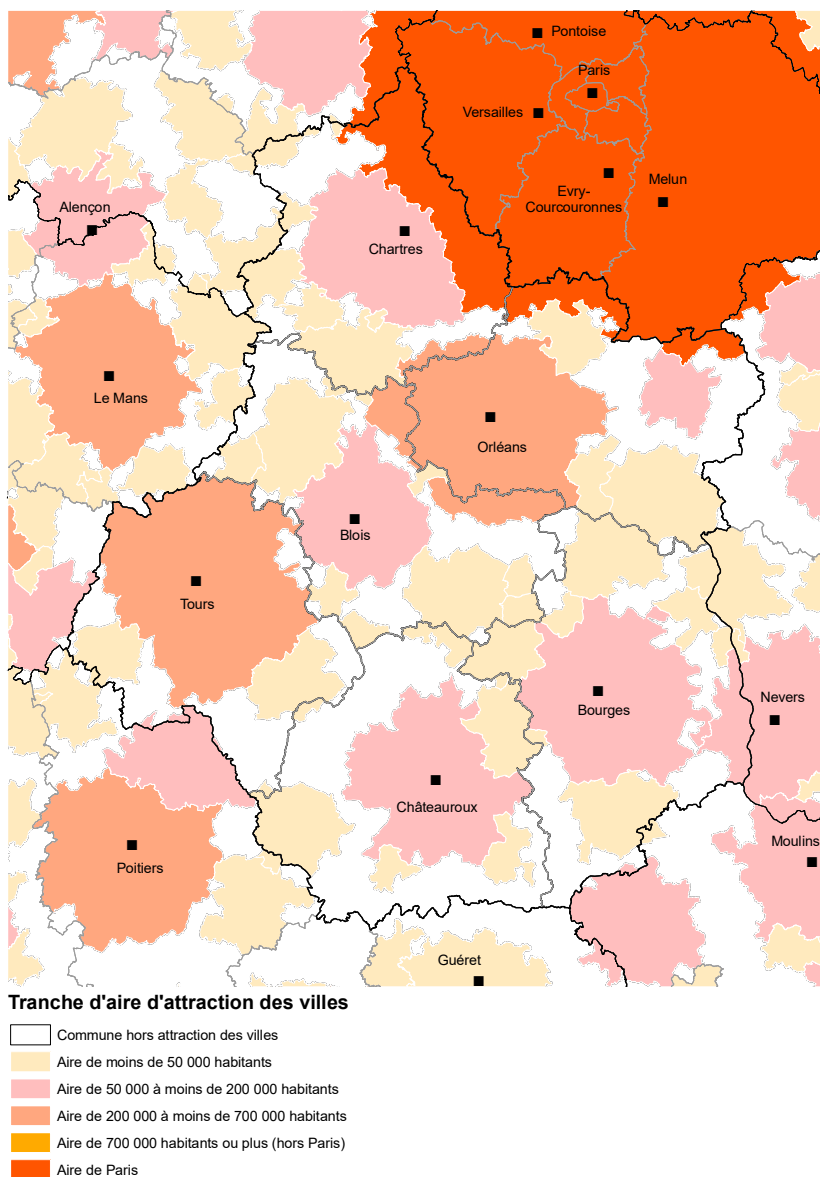 Pontoise
Paris
Versailles
Evry-
Courcouronnes
Melun
Alençon
Chartres
Le Mans
Orléans
Blois
Tours
Bourges
Nevers
Châteauroux
Poitiers
Moulins
Guéret
Tranche d'aire d'attraction des villes
Commune hors attraction des villes
Aire de moins de 50 000 habitants
Aire de 50 000 à moins de 200 000 habitants
Aire de 200 000 à moins de 700 000 habitants
Aire de 700 000 habitants ou plus (hors Paris)
Aire de Paris